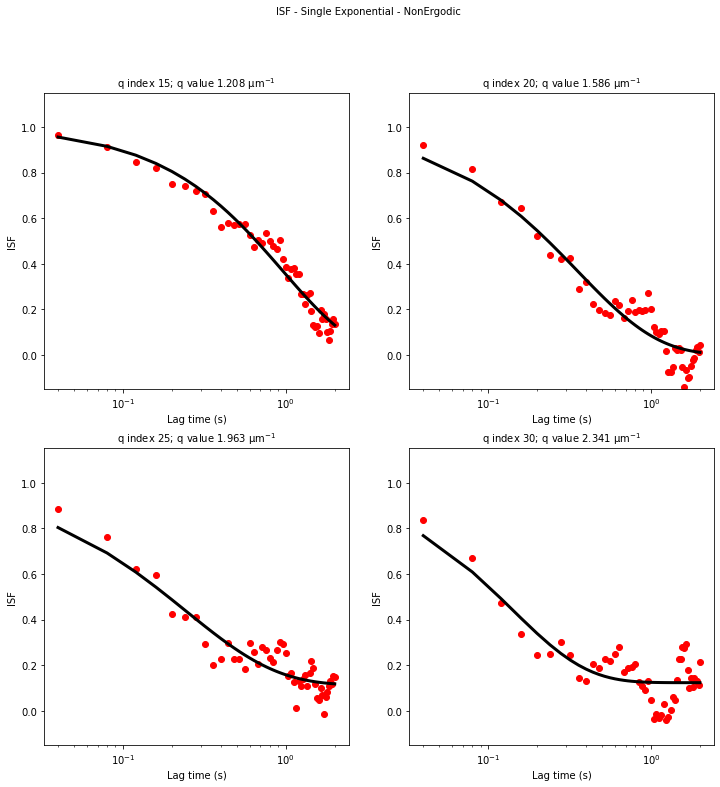 ISF - Single Exponential - NonErgodic
q index 15; q value 1.208 μm⁻¹
q index 20; q value 1.586 μm⁻¹
1.0
0.8
0.6
0.4
0.2
0.0
ISF
10⁻¹
10⁰
Lag time (s)
1.0
0.8
0.6
0.4
0.2
0.0
ISF
10⁻¹
10⁰
Lag time (s)
q index 25; q value 1.963 μm⁻¹
q index 30; q value 2.341 μm⁻¹
1.0
0.8
0.6
0.4
0.2
0.0
ISF
10⁻¹
10⁰
Lag time (s)
1.0
0.8
0.6
0.4
0.2
0.0
ISF
10⁻¹
10⁰
Lag time (s)